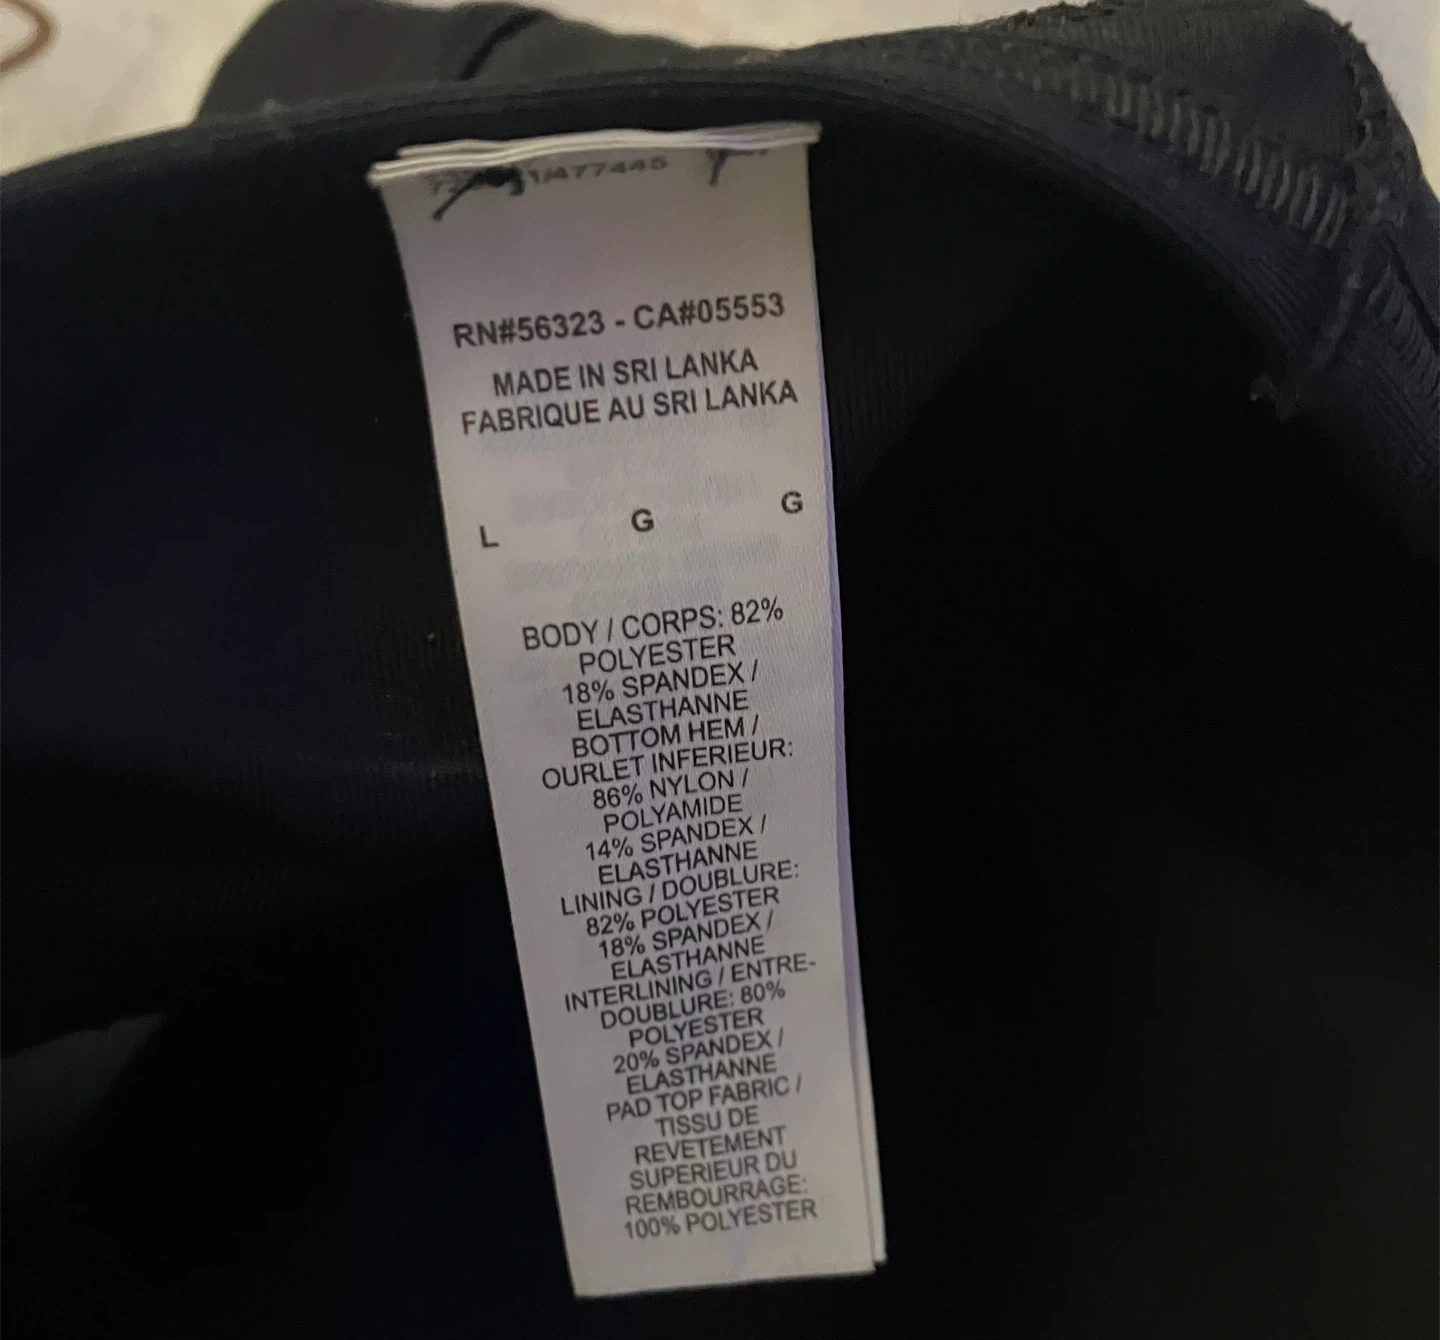 1/477445
RN#56323 - CA#05553
MADE IN SRI LANKA
FABRIQUE AU SRI LANKA
L G G
BODY / CORPS: 82%
POLYESTER
18% SPANDEX /
ELASTHANNE
BOTTOM HEM /
OURLET INFERIEUR:
86% NYLON /
POLYAMIDE
14% SPANDEX /
ELASTHANNE
LINING / DOUBLURE:
82% POLYESTER
18% SPANDEX /
ELASTHANNE
INTERLINING / ENTRE-
DOUBLURE: 80%
POLYESTER
20% SPANDEX /
ELASTHANNE
PAD TOP FABRIC /
TISSU DE
REVETEMENT
SUPERIEUR DU
REMBOURRAGE:
100% POLYESTER